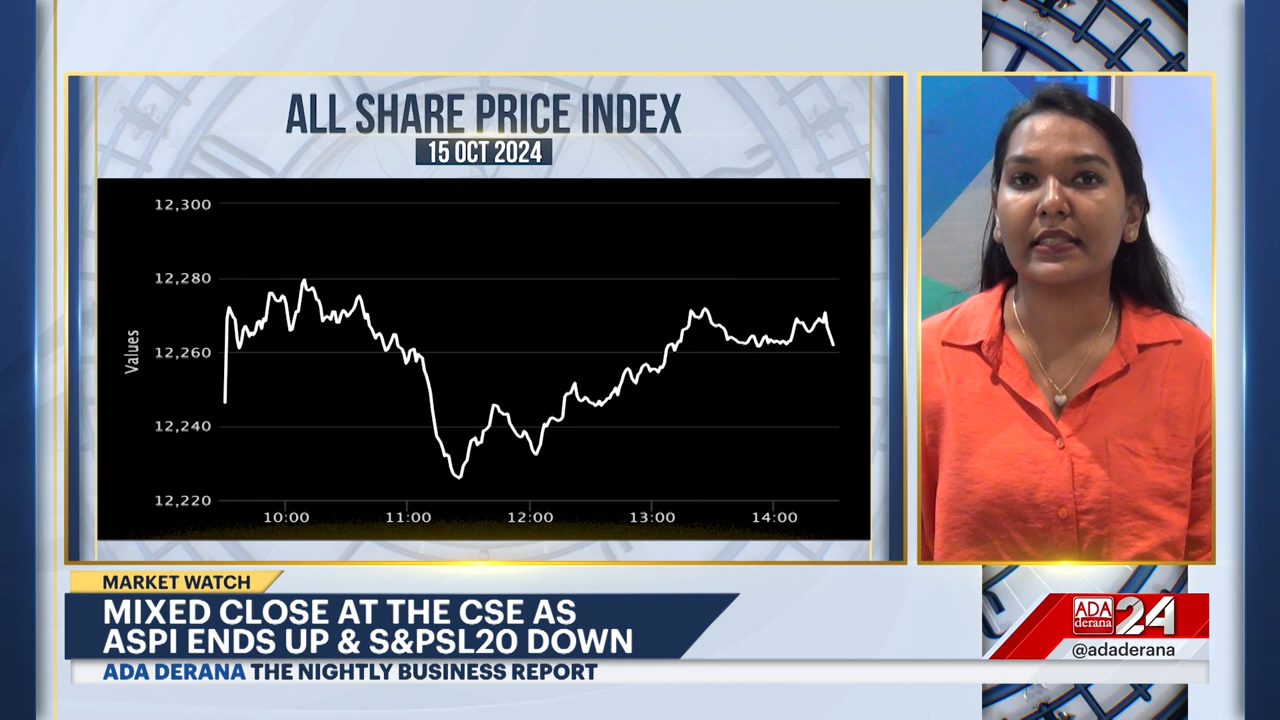 ALL SHARE PRICE INDEX
15 OCT 2024
12,300
12,280
12,260
12,240
12,220
Values
10:00
11:00
12:00
13:00
14:00
MARKET WATCH
MIXED CLOSE AT THE CSE AS
ASPI ENDS UP & S&PSL20 DOWN
ADA DERANA THE NIGHTLY BUSINESS REPORT
ADA
derana
24
@adaderana